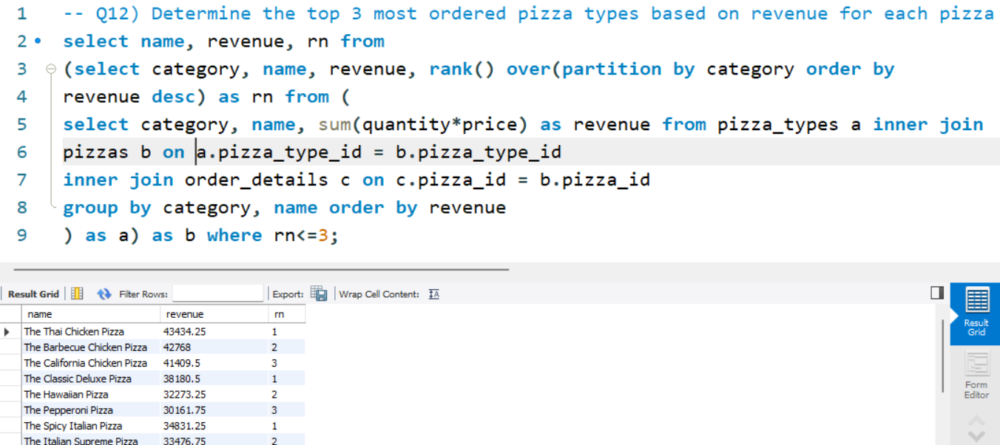 1 -- Q12) Determine the top 3 most ordered pizza types based on revenue for each pizza
2 select name, revenue, rn from
3 (select category, name, revenue, rank() over(partition by category order by
4 revenue desc) as rn from (
5 select category, name, sum(quantity*price) as revenue from pizza_types a inner join
6 pizzas b on a.pizza_type_id = b.pizza_type_id
7 inner join order_details c on c.pizza_id = b.pizza_id
8 group by category, name order by revenue
9 ) as a) as b where rn<=3;
Result Grid Filter Rows: Export: Wrap Cell Content: IA
name revenue rn
The Thai Chicken Pizza 43434.25 1
The Barbecue Chicken Pizza 42768 2
The California Chicken Pizza 41409.5 3
The Classic Deluxe Pizza 38180.5 1
The Hawaiian Pizza 32273.25 2
The Pepperoni Pizza 30161.75 3
The Spicy Italian Pizza 34831.25 1
The Italian Supreme Pizza 33476.75 2
Result
Grid
Form
Editor